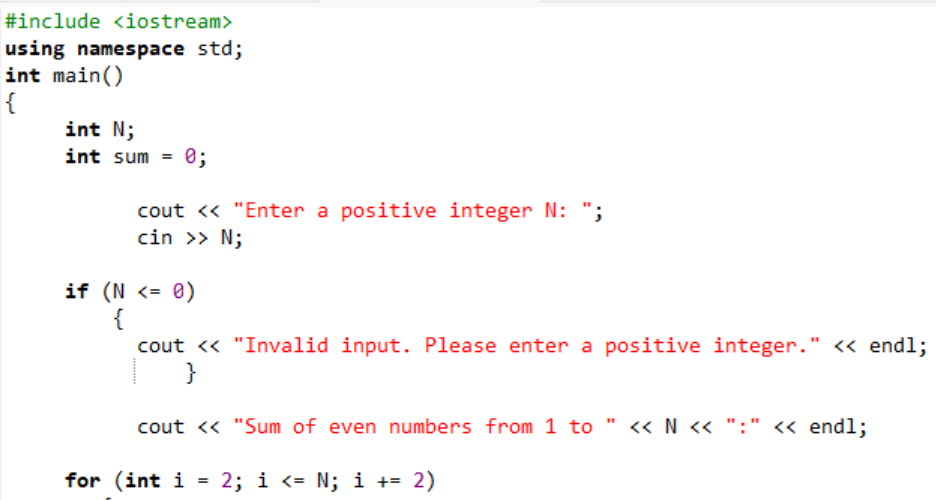 #include <iostream>
using namespace std;
int main()
{
int N;
int sum = 0;
cout << "Enter a positive integer N: ";
cin >> N;
if (N <= 0)
{
cout << "Invalid input. Please enter a positive integer." << endl;
}
cout << "Sum of even numbers from 1 to " << N << ":" << endl;
for (int i = 2; i <= N; i += 2)